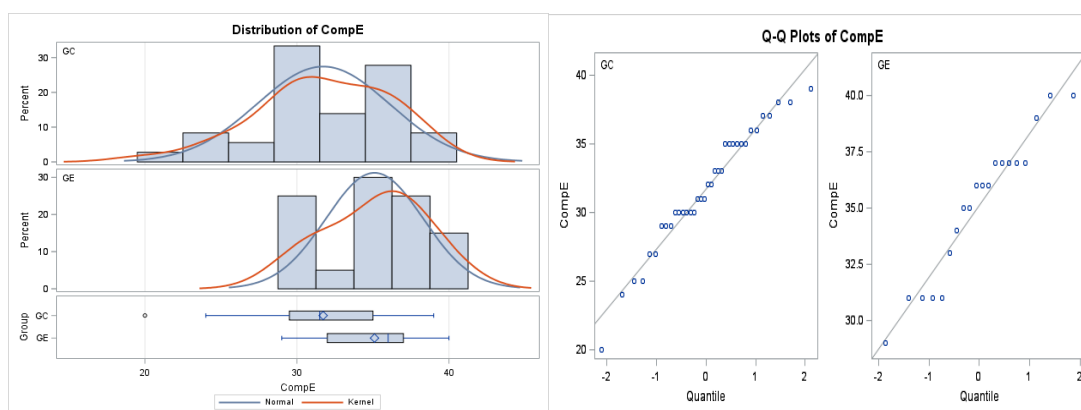 Distribution of CompE
GC
30
20
10
0
Percent
GE
30
20
10
0
Percent
GC
GE
Group
20 30 40
CompE
Normal Kernel
Q-Q Plots of CompE
GC
40
35
30
25
20
CompE
-2 -1 0 1 2
Quantile
GE
40.0
37.5
35.0
32.5
30.0
CompE
-2 -1 0 1 2
Quantile